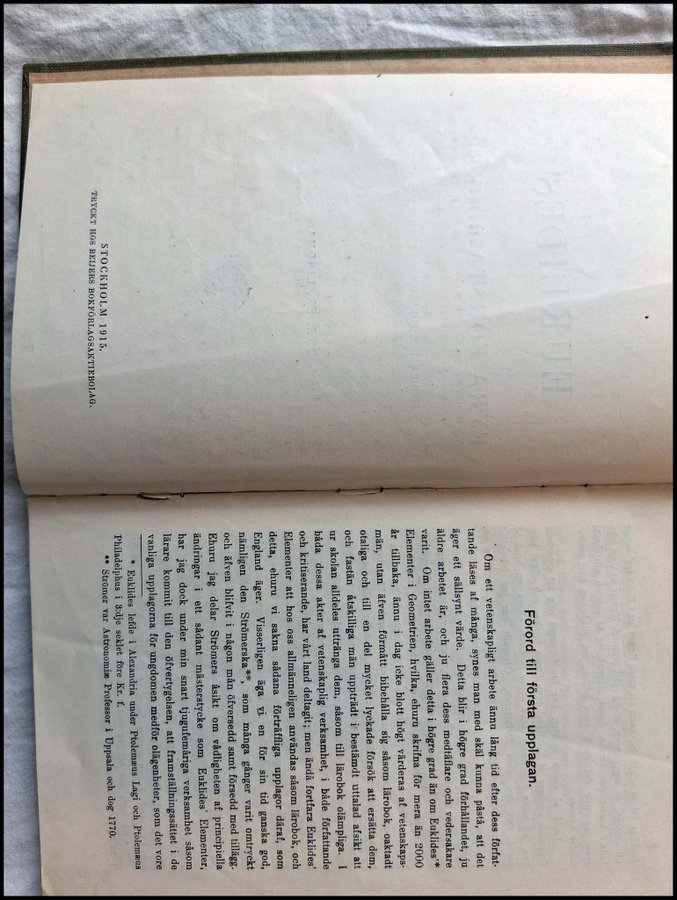 STOCKHOLM 1915.
TRYCKT HOS BEIJERS BOKFÖRLAGSAKTIEBOLAG.
Förord till första upplagan.
Om ett vetenskapligt arbete ännu lång tid efter dess förfat-
tande läses af många, synes man med skäl kunna påstå, att det
äger ett sällsynt värde. Detta blir i högre grad förhållandet, ju
äldre arbetet är, och ju flera dess medtäflare och vedersakare
varit. Om intet arbete gäller detta i högre grad än om Euklides'*
Elementer i Geometrien, hvilka, ehuru skrifna för mera än 2000
år tillbaka, ännu i dag icke blott högt värderas af vetenskaps-
män, utan äfven förmått bibehålla sig såsom lärobok, oaktadt
otaliga och till en del mycket lyckade försök att ersätta dem,
och fastän åtskilliga män uppträdt i bestämdt uttalad afsikt att
ur skolan alldeles uttränga dem, såsom till lärobok olämpliga. I
båda dessa akter af vetenskaplig verksamhet, i både författande
och kritiserande, har vårt land deltagit; men ändå fortfara Euklides'
Elementer att hos oss allmänneligen användas såsom lärobok, och
detta, ehuru vi sakna sådana förträffliga upplagor däraf, som
England äger. Visserligen äga vi en för sin tid ganska god,
nämligen den Strömerska**, som många gånger varit omtryckt
och äfven blifvit i någon mån öfversedd samt försedd med tillägg.
Ehuru jag delar Strömers åsikt om vådligheten af principiella
ändringar i ett sådant mästerstycke som Euklides Elementer,
har jag dock under min snart tjugufemåriga verksamhet såsom
lärare kommit till den öfvertygelsen, att framställningssättet i de
vanliga upplagorna för ungdomen medför olägenheter, som det vore
* Euklides lefde i Alexandria under Ptolemæus Lagi och Ptolemæus
Philadelphus i 3:dje seklet före Kr. f.
** Strömer var Astronomiæ Professor i Uppsala och dog 1770.